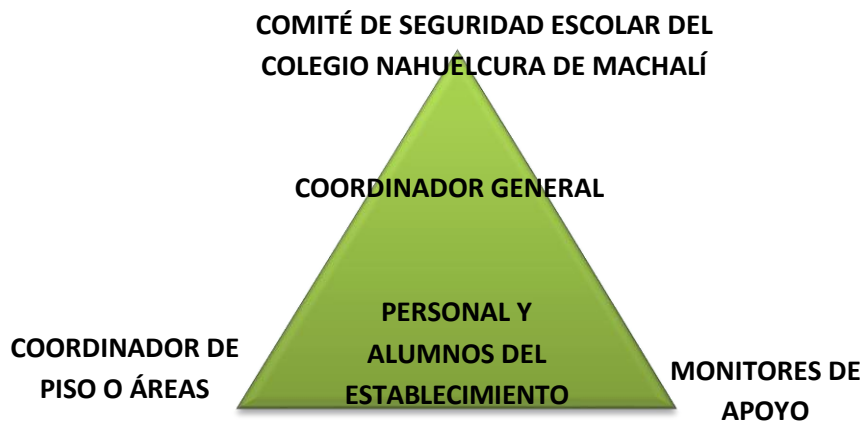 COMITÉ DE SEGURIDAD ESCOLAR DEL
COLEGIO NAHUELCURA DE MACHALÍ
COORDINADOR GENERAL
PERSONAL Y
ALUMNOS DEL
ESTABLECIMIENTO
COORDINADOR DE
PISO O ÁREAS
MONITORES DE
APOYO